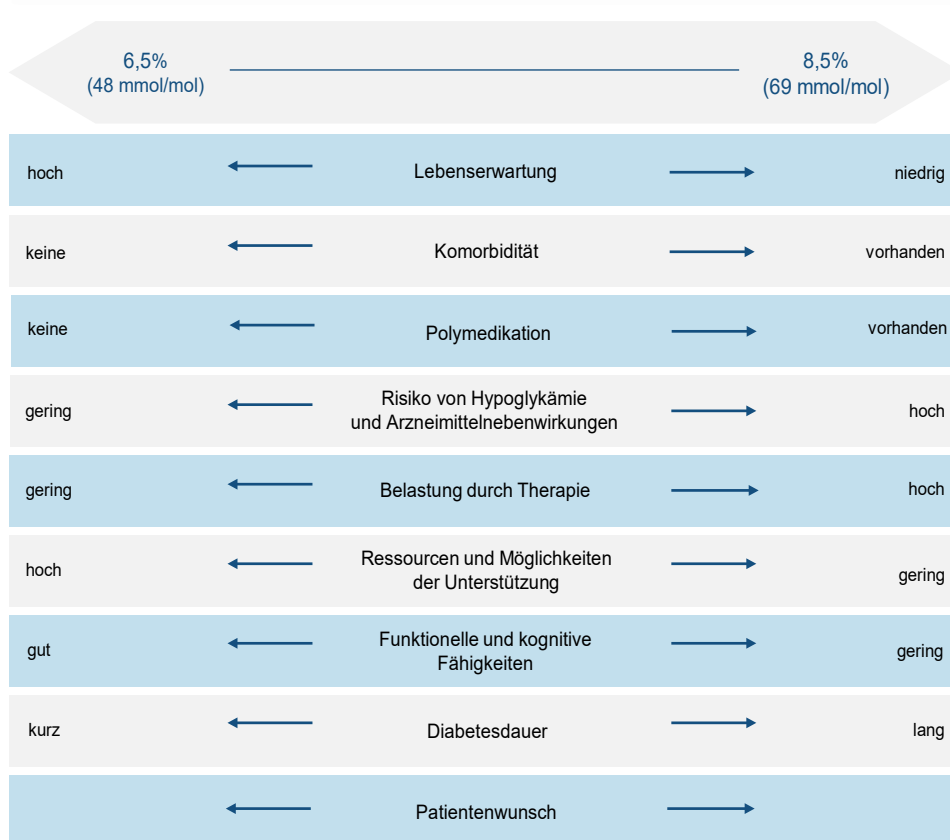 6,5%
(48 mmol/mol)
8,5%
(69 mmol/mol)
hoch
Lebenserwartung
niedrig
keine
Komorbidität
vorhanden
keine
Polymedikation
vorhanden
gering
Risiko von Hypoglykämie
und Arzneimittelnebenwirkungen
hoch
gering
Belastung durch Therapie
hoch
hoch
Ressourcen und Möglichkeiten
der Unterstützung
gering
gut
Funktionelle und kognitive
Fähigkeiten
gering
kurz
Diabetesdauer
lang
Patientenwunsch